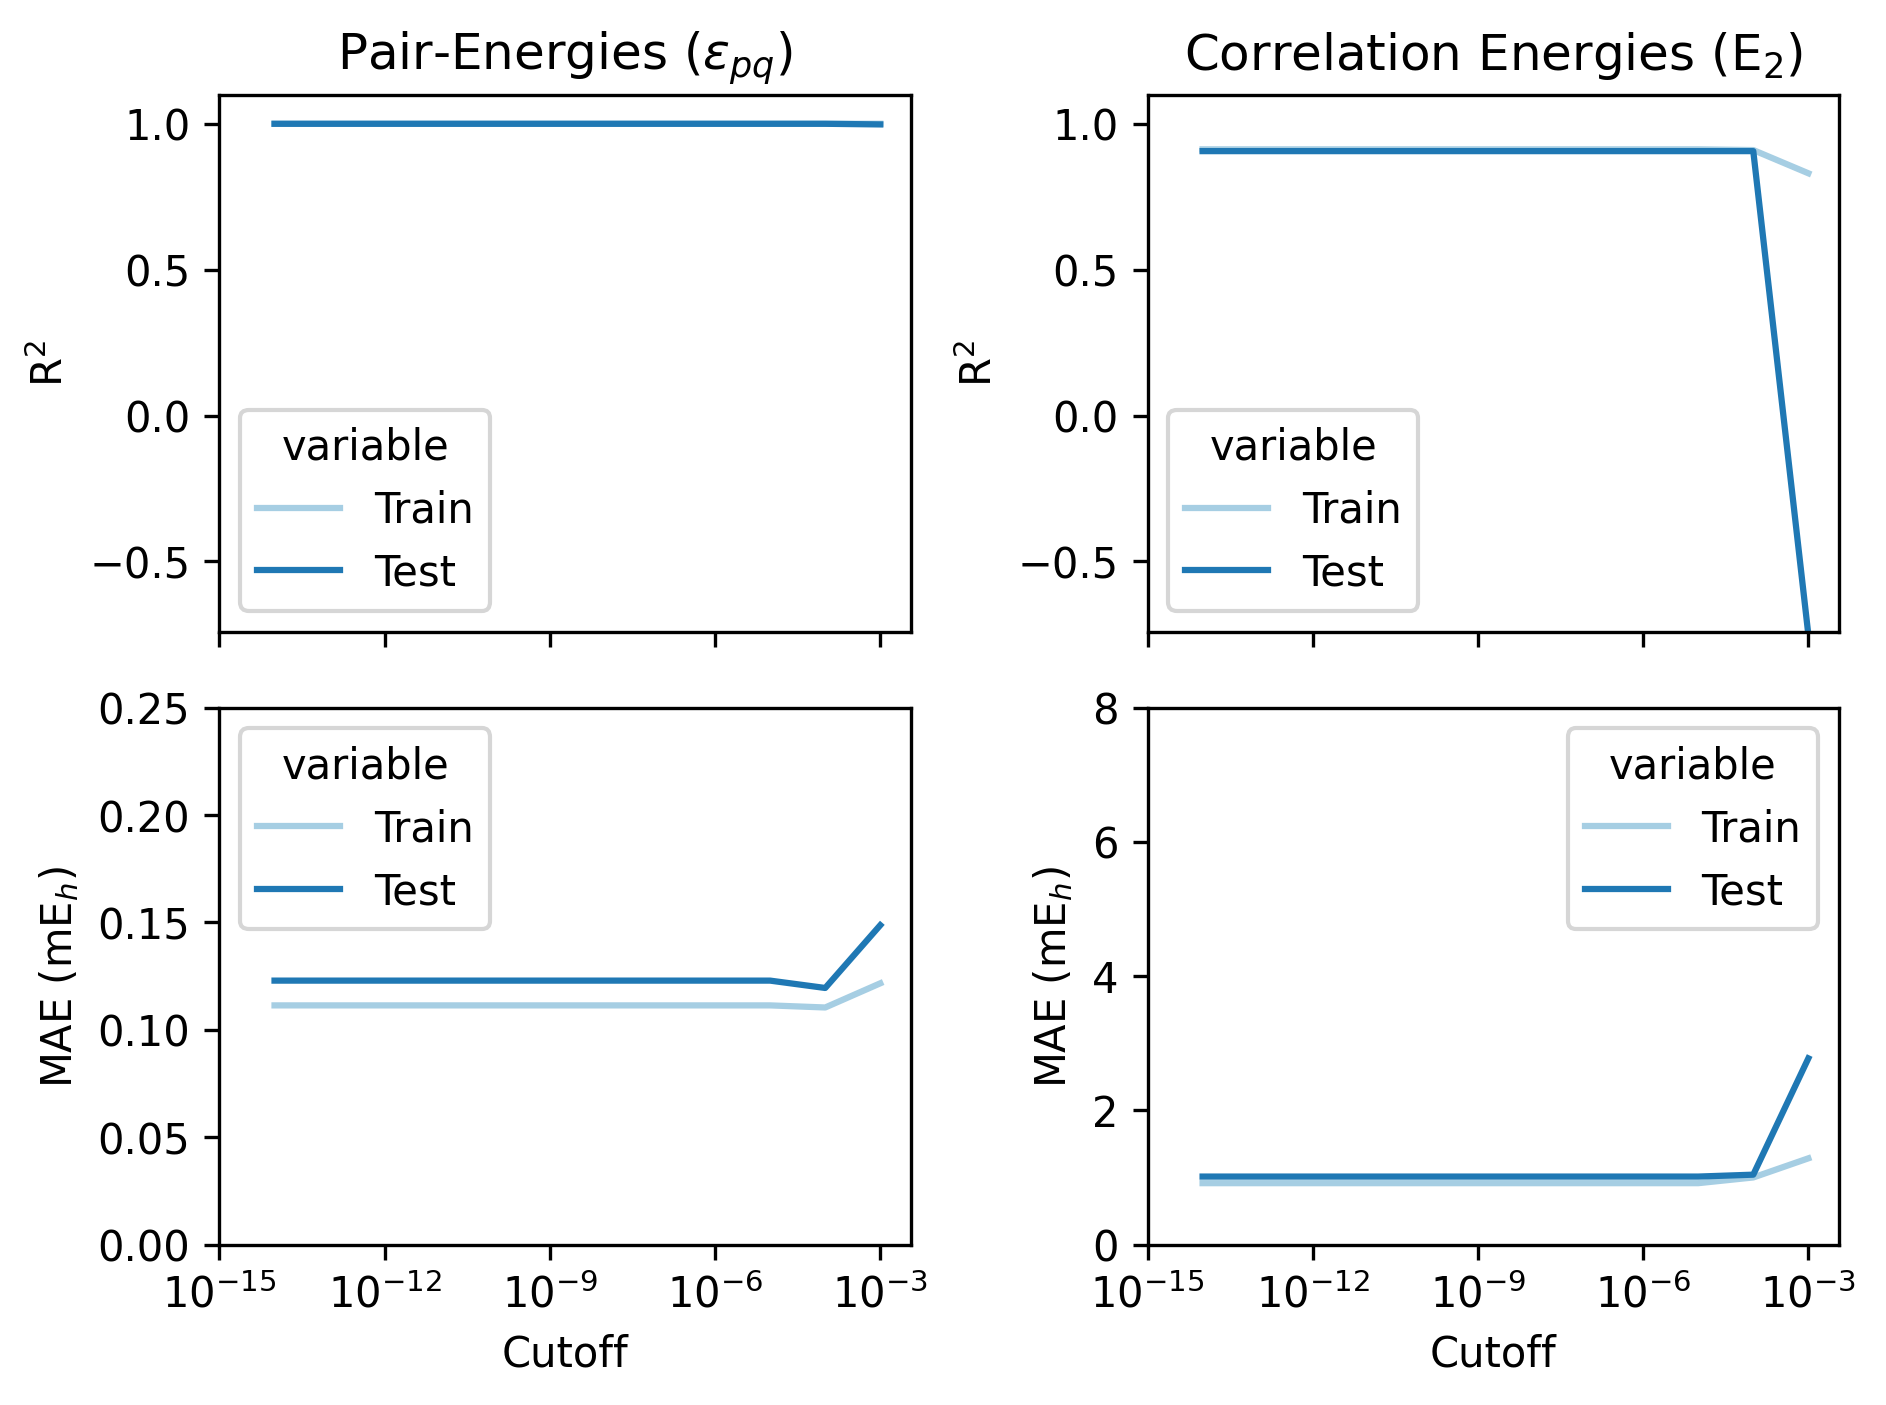 Pair-Energies (ε_pq)
1.0
0.5
0.0
−0.5
R²
variable
Train
Test
Correlation Energies (E₂)
1.0
0.5
0.0
−0.5
R²
variable
Train
Test
0.25
0.20
0.15
0.10
0.05
0.00
MAE (mE_h)
variable
Train
Test
10⁻¹⁵ 10⁻¹² 10⁻⁹ 10⁻⁶ 10⁻³
Cutoff
8
6
4
2
0
MAE (mE_h)
variable
Train
Test
10⁻¹⁵ 10⁻¹² 10⁻⁹ 10⁻⁶ 10⁻³
Cutoff